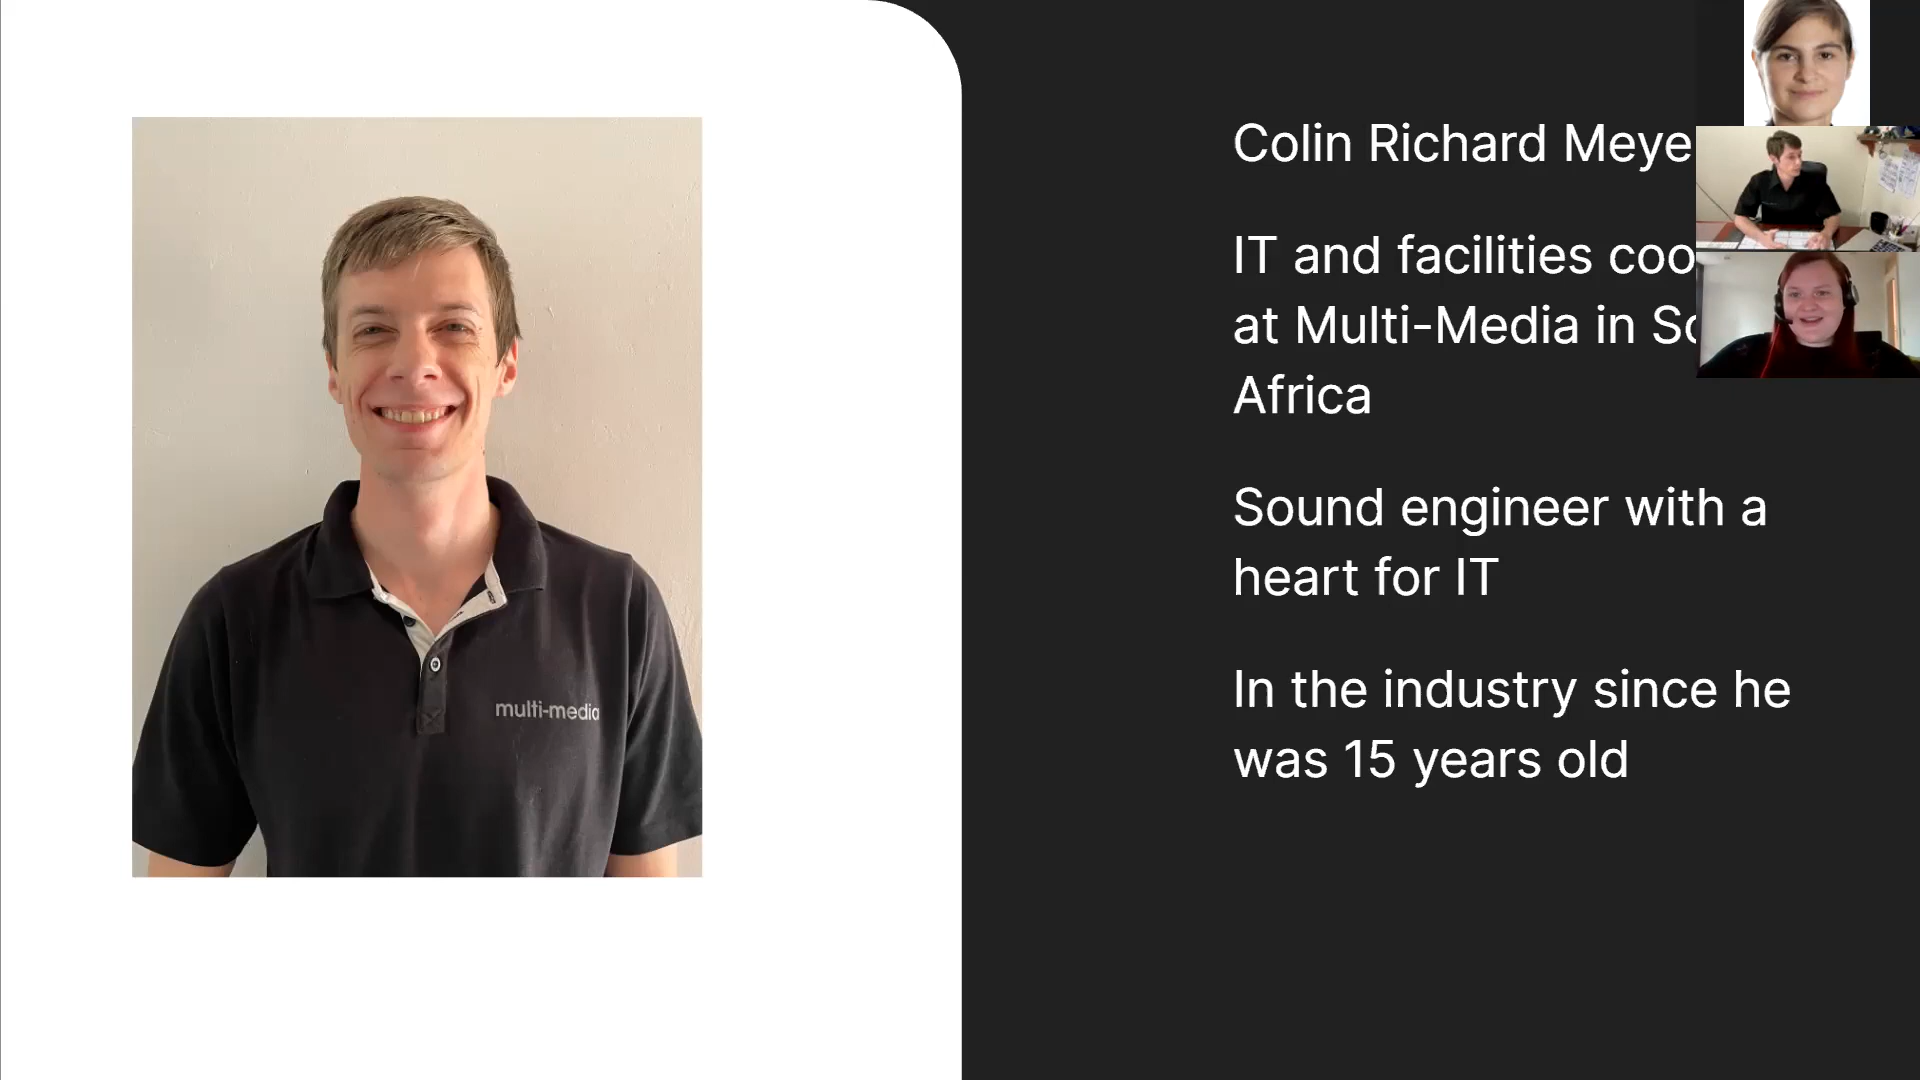 Colin Richard Meye
IT and facilities coo
at Multi-Media in So
Africa
Sound engineer with a
heart for IT
In the industry since he
was 15 years old
multi-media